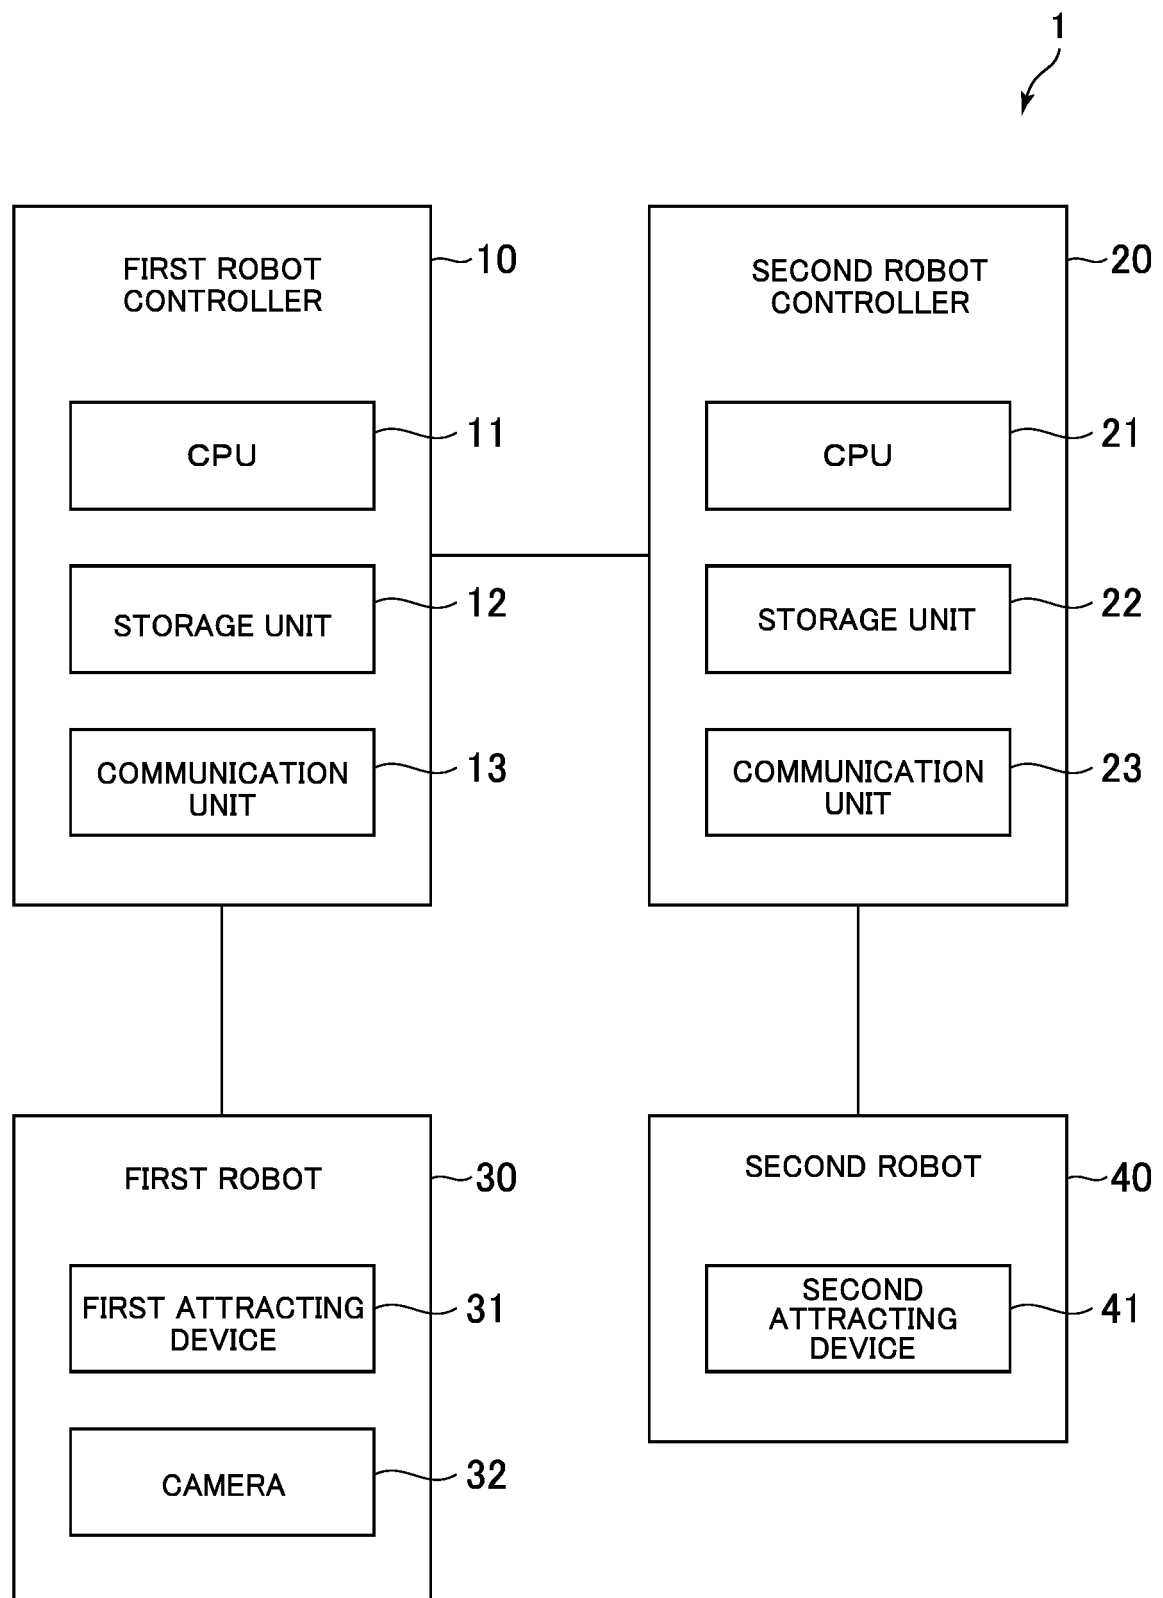 1
FIRST ROBOT
CONTROLLER
10
CPU
11
STORAGE UNIT
12
COMMUNICATION
UNIT
13
SECOND ROBOT
CONTROLLER
20
CPU
21
STORAGE UNIT
22
COMMUNICATION
UNIT
23
FIRST ROBOT
30
FIRST ATTRACTING
DEVICE
31
CAMERA
32
SECOND ROBOT
40
SECOND
ATTRACTING
DEVICE
41